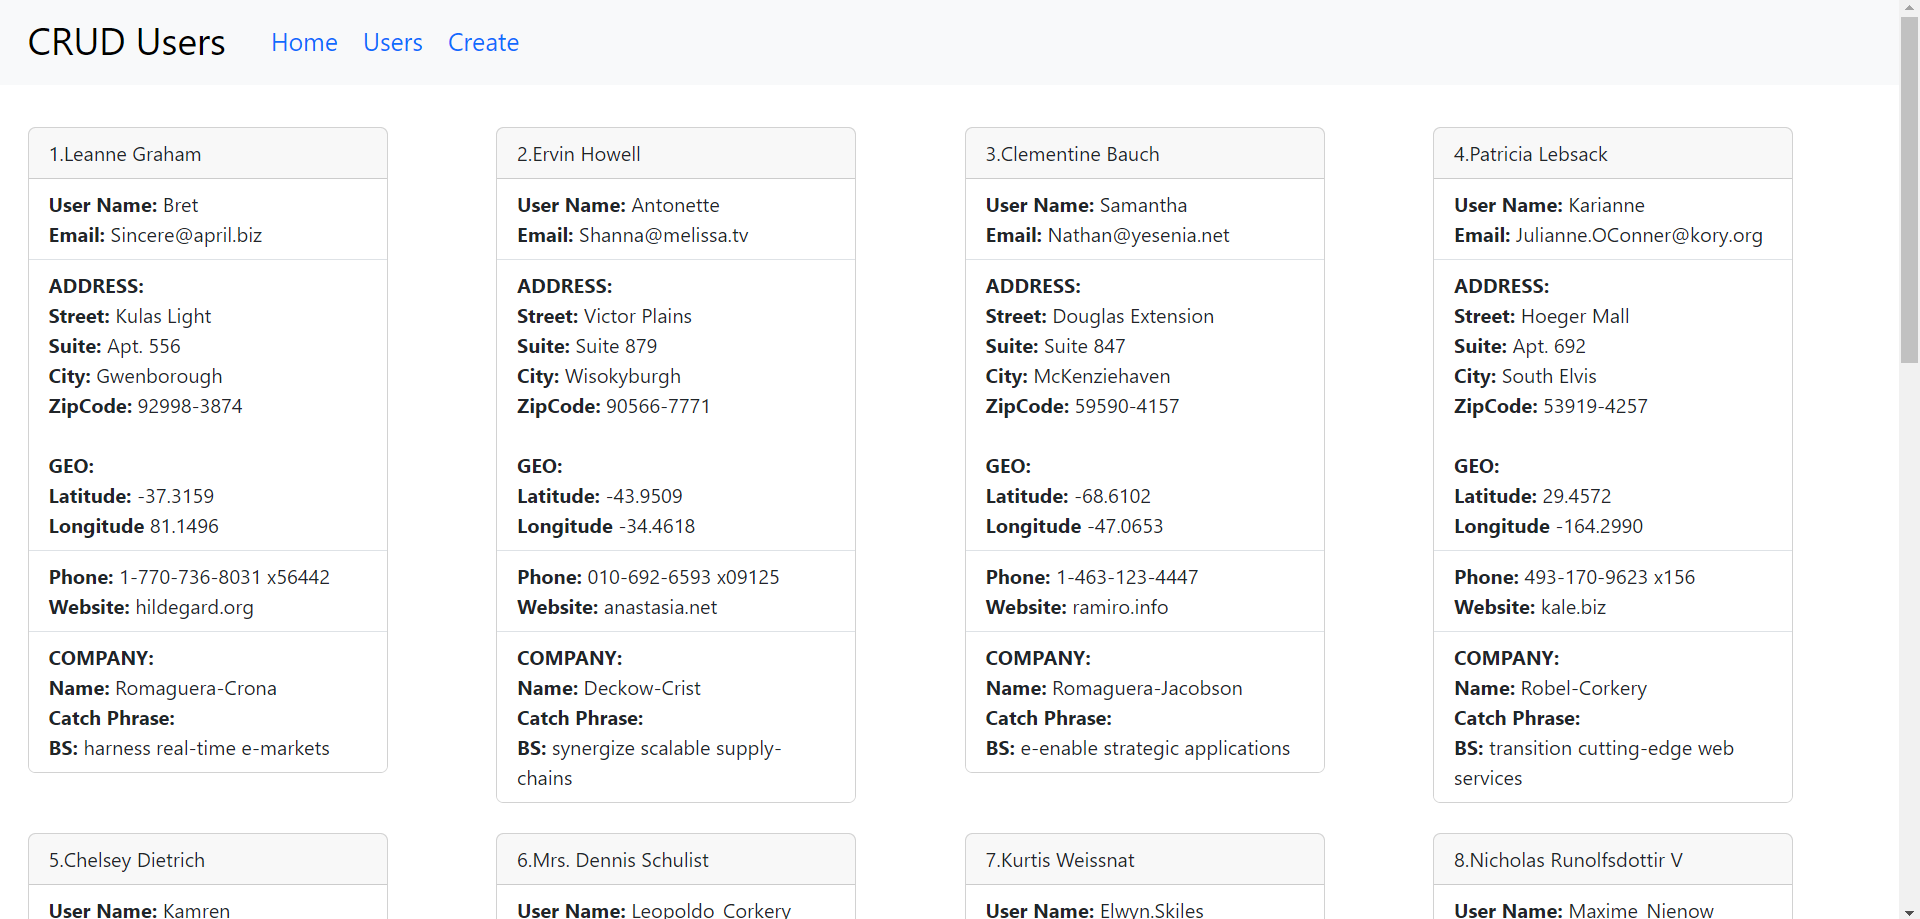 CRUD Users Home Users Create
1.Leanne Graham
User Name: Bret
Email: Sincere@april.biz
ADDRESS:
Street: Kulas Light
Suite: Apt. 556
City: Gwenborough
ZipCode: 92998-3874
GEO:
Latitude: -37.3159
Longitude 81.1496
Phone: 1-770-736-8031 x56442
Website: hildegard.org
COMPANY:
Name: Romaguera-Crona
Catch Phrase:
BS: harness real-time e-markets
2.Ervin Howell
User Name: Antonette
Email: Shanna@melissa.tv
ADDRESS:
Street: Victor Plains
Suite: Suite 879
City: Wisokyburgh
ZipCode: 90566-7771
GEO:
Latitude: -43.9509
Longitude -34.4618
Phone: 010-692-6593 x09125
Website: anastasia.net
COMPANY:
Name: Deckow-Crist
Catch Phrase:
BS: synergize scalable supply-
chains
3.Clementine Bauch
User Name: Samantha
Email: Nathan@yesenia.net
ADDRESS:
Street: Douglas Extension
Suite: Suite 847
City: McKenziehaven
ZipCode: 59590-4157
GEO:
Latitude: -68.6102
Longitude -47.0653
Phone: 1-463-123-4447
Website: ramiro.info
COMPANY:
Name: Romaguera-Jacobson
Catch Phrase:
BS: e-enable strategic applications
4.Patricia Lebsack
User Name: Karianne
Email: Julianne.OConner@kory.org
ADDRESS:
Street: Hoeger Mall
Suite: Apt. 692
City: South Elvis
ZipCode: 53919-4257
GEO:
Latitude: 29.4572
Longitude -164.2990
Phone: 493-170-9623 x156
Website: kale.biz
COMPANY:
Name: Robel-Corkery
Catch Phrase:
BS: transition cutting-edge web
services
5.Chelsey Dietrich
User Name: Kamren
6.Mrs. Dennis Schulist
User Name: Leopoldo_Corkery
7.Kurtis Weissnat
User Name: Elwyn.Skiles
8.Nicholas Runolfsdottir V
User Name: Maxime_Nienow